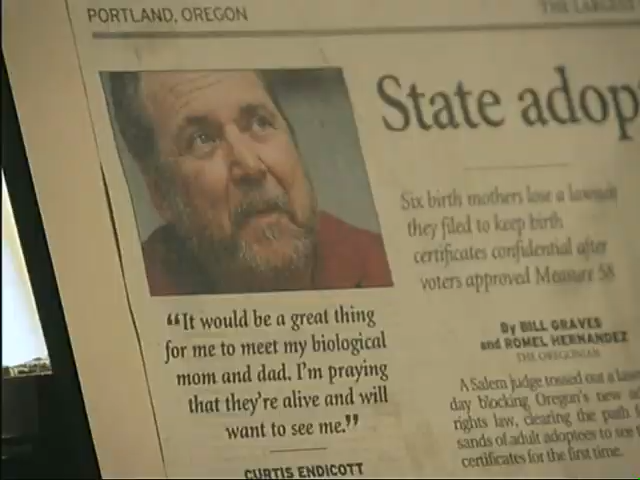 PORTLAND, OREGON
THE LARGEST
State adop
Six birth mothers lose a lawsuit
they filed to keep birth
certificates confidential after
voters approved Measure 58
"It would be a great thing
for me to meet my biological
mom and dad. I'm praying
that they're alive and will
want to see me."
CURTIS ENDICOTT
By BILL GRAVES
and ROMEL HERNANDEZ
THE OREGONIAN
A Salem judge tossed out a law
day blocking Oregon's new ad
rights law, clearing the path
sands of adult adoptees to see
certificates for the first time.